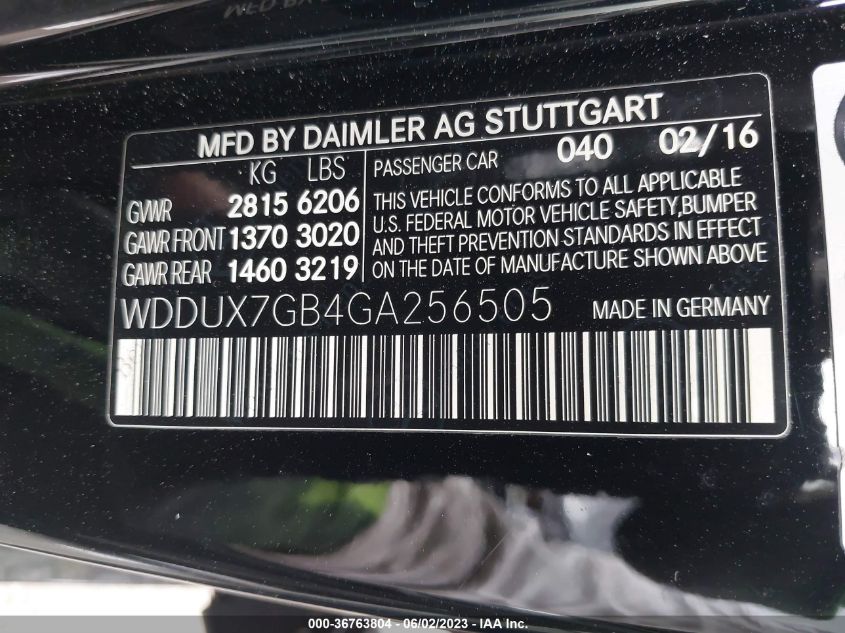 MFD BY DAIMLER AG STUTTGART
KG LBS
GVWR 2815 6206
GAWR FRONT 1370 3020
GAWR REAR 1460 3219
PASSENGER CAR 040 02/16
THIS VEHICLE CONFORMS TO ALL APPLICABLE
U.S. FEDERAL MOTOR VEHICLE SAFETY,BUMPER
AND THEFT PREVENTION STANDARDS IN EFFECT
ON THE DATE OF MANUFACTURE SHOWN ABOVE
WDDUX7GB4GA256505 MADE IN GERMANY
000-36763804 - 06/02/2023 - IAA Inc.